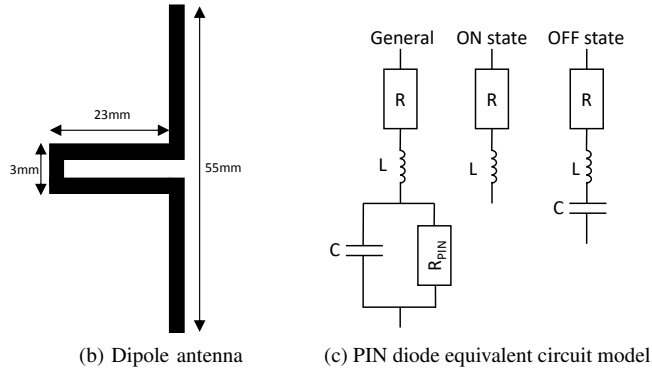 23mm
3mm
55mm
(b) Dipole antenna
General ON state OFF state
R R R
L L L
C
C R_PIN
(c) PIN diode equivalent circuit model